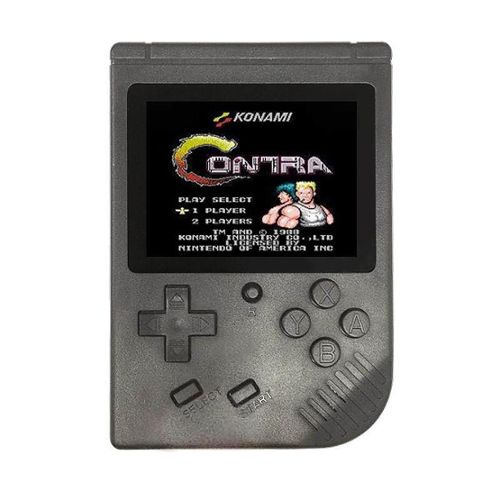 KONAMI
CONTRA
PLAY SELECT
1 PLAYER
2 PLAYERS
TM AND © 1988
KONAMI INDUSTRY CO.,LTD
LICENSED BY
NINTENDO OF AMERICA INC
R
X
Y
A
B
SELECT
START